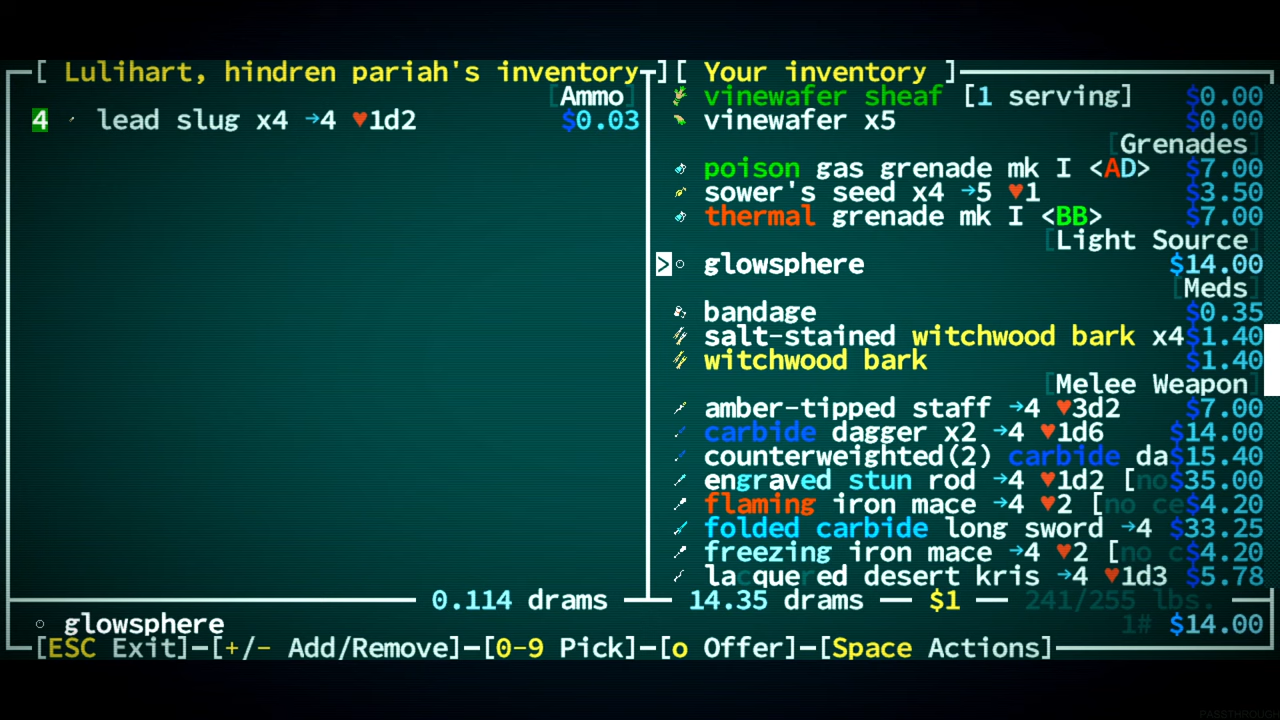 [ Lulihart, hindren pariah's inventory ][ Your inventory ]
[Ammo]
4 lead slug x4 →4 ♥1d2 $0.03
vinewafer sheaf [1 serving] $0.00
vinewafer x5 $0.00
[Grenades]
poison gas grenade mk I <AD> $7.00
sower's seed x4 →5 ♥1 $3.50
thermal grenade mk I <BB> $7.00
[Light Source]
> glowsphere $14.00
[Meds]
bandage $0.35
salt-stained witchwood bark x4 $1.40
witchwood bark $1.40
[Melee Weapon]
amber-tipped staff →4 ♥3d2 $7.00
carbide dagger x2 →4 ♥1d6 $14.00
counterweighted(2) carbide da $15.40
engraved stun rod →4 ♥1d2 [no $35.00
flaming iron mace →4 ♥2 [no ce $4.20
folded carbide long sword →4 $33.25
freezing iron mace →4 ♥2 [no c $4.20
lacquered desert kris →4 ♥1d3 $5.78
0.114 drams 14.35 drams — $1 — 241/255 lbs.
glowsphere 1# $14.00
[ESC Exit]-[+/- Add/Remove]-[0-9 Pick]-[o Offer]-[Space Actions]